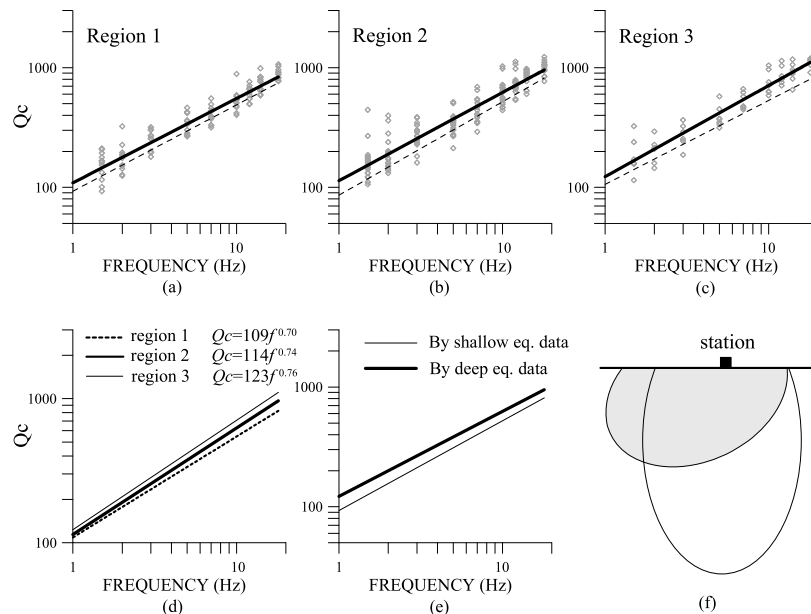 Region 1
Region 2
Region 3
Qc
1000
100
1
10
FREQUENCY (Hz)
(a)
1000
100
1
10
FREQUENCY (Hz)
(b)
1000
100
1
10
FREQUENCY (Hz)
(c)
Qc
1000
100
1
10
region 1 Qc=109f^0.70
region 2 Qc=114f^0.74
region 3 Qc=123f^0.76
FREQUENCY (Hz)
(d)
1000
100
1
10
By shallow eq. data
By deep eq. data
FREQUENCY (Hz)
(e)
station
(f)